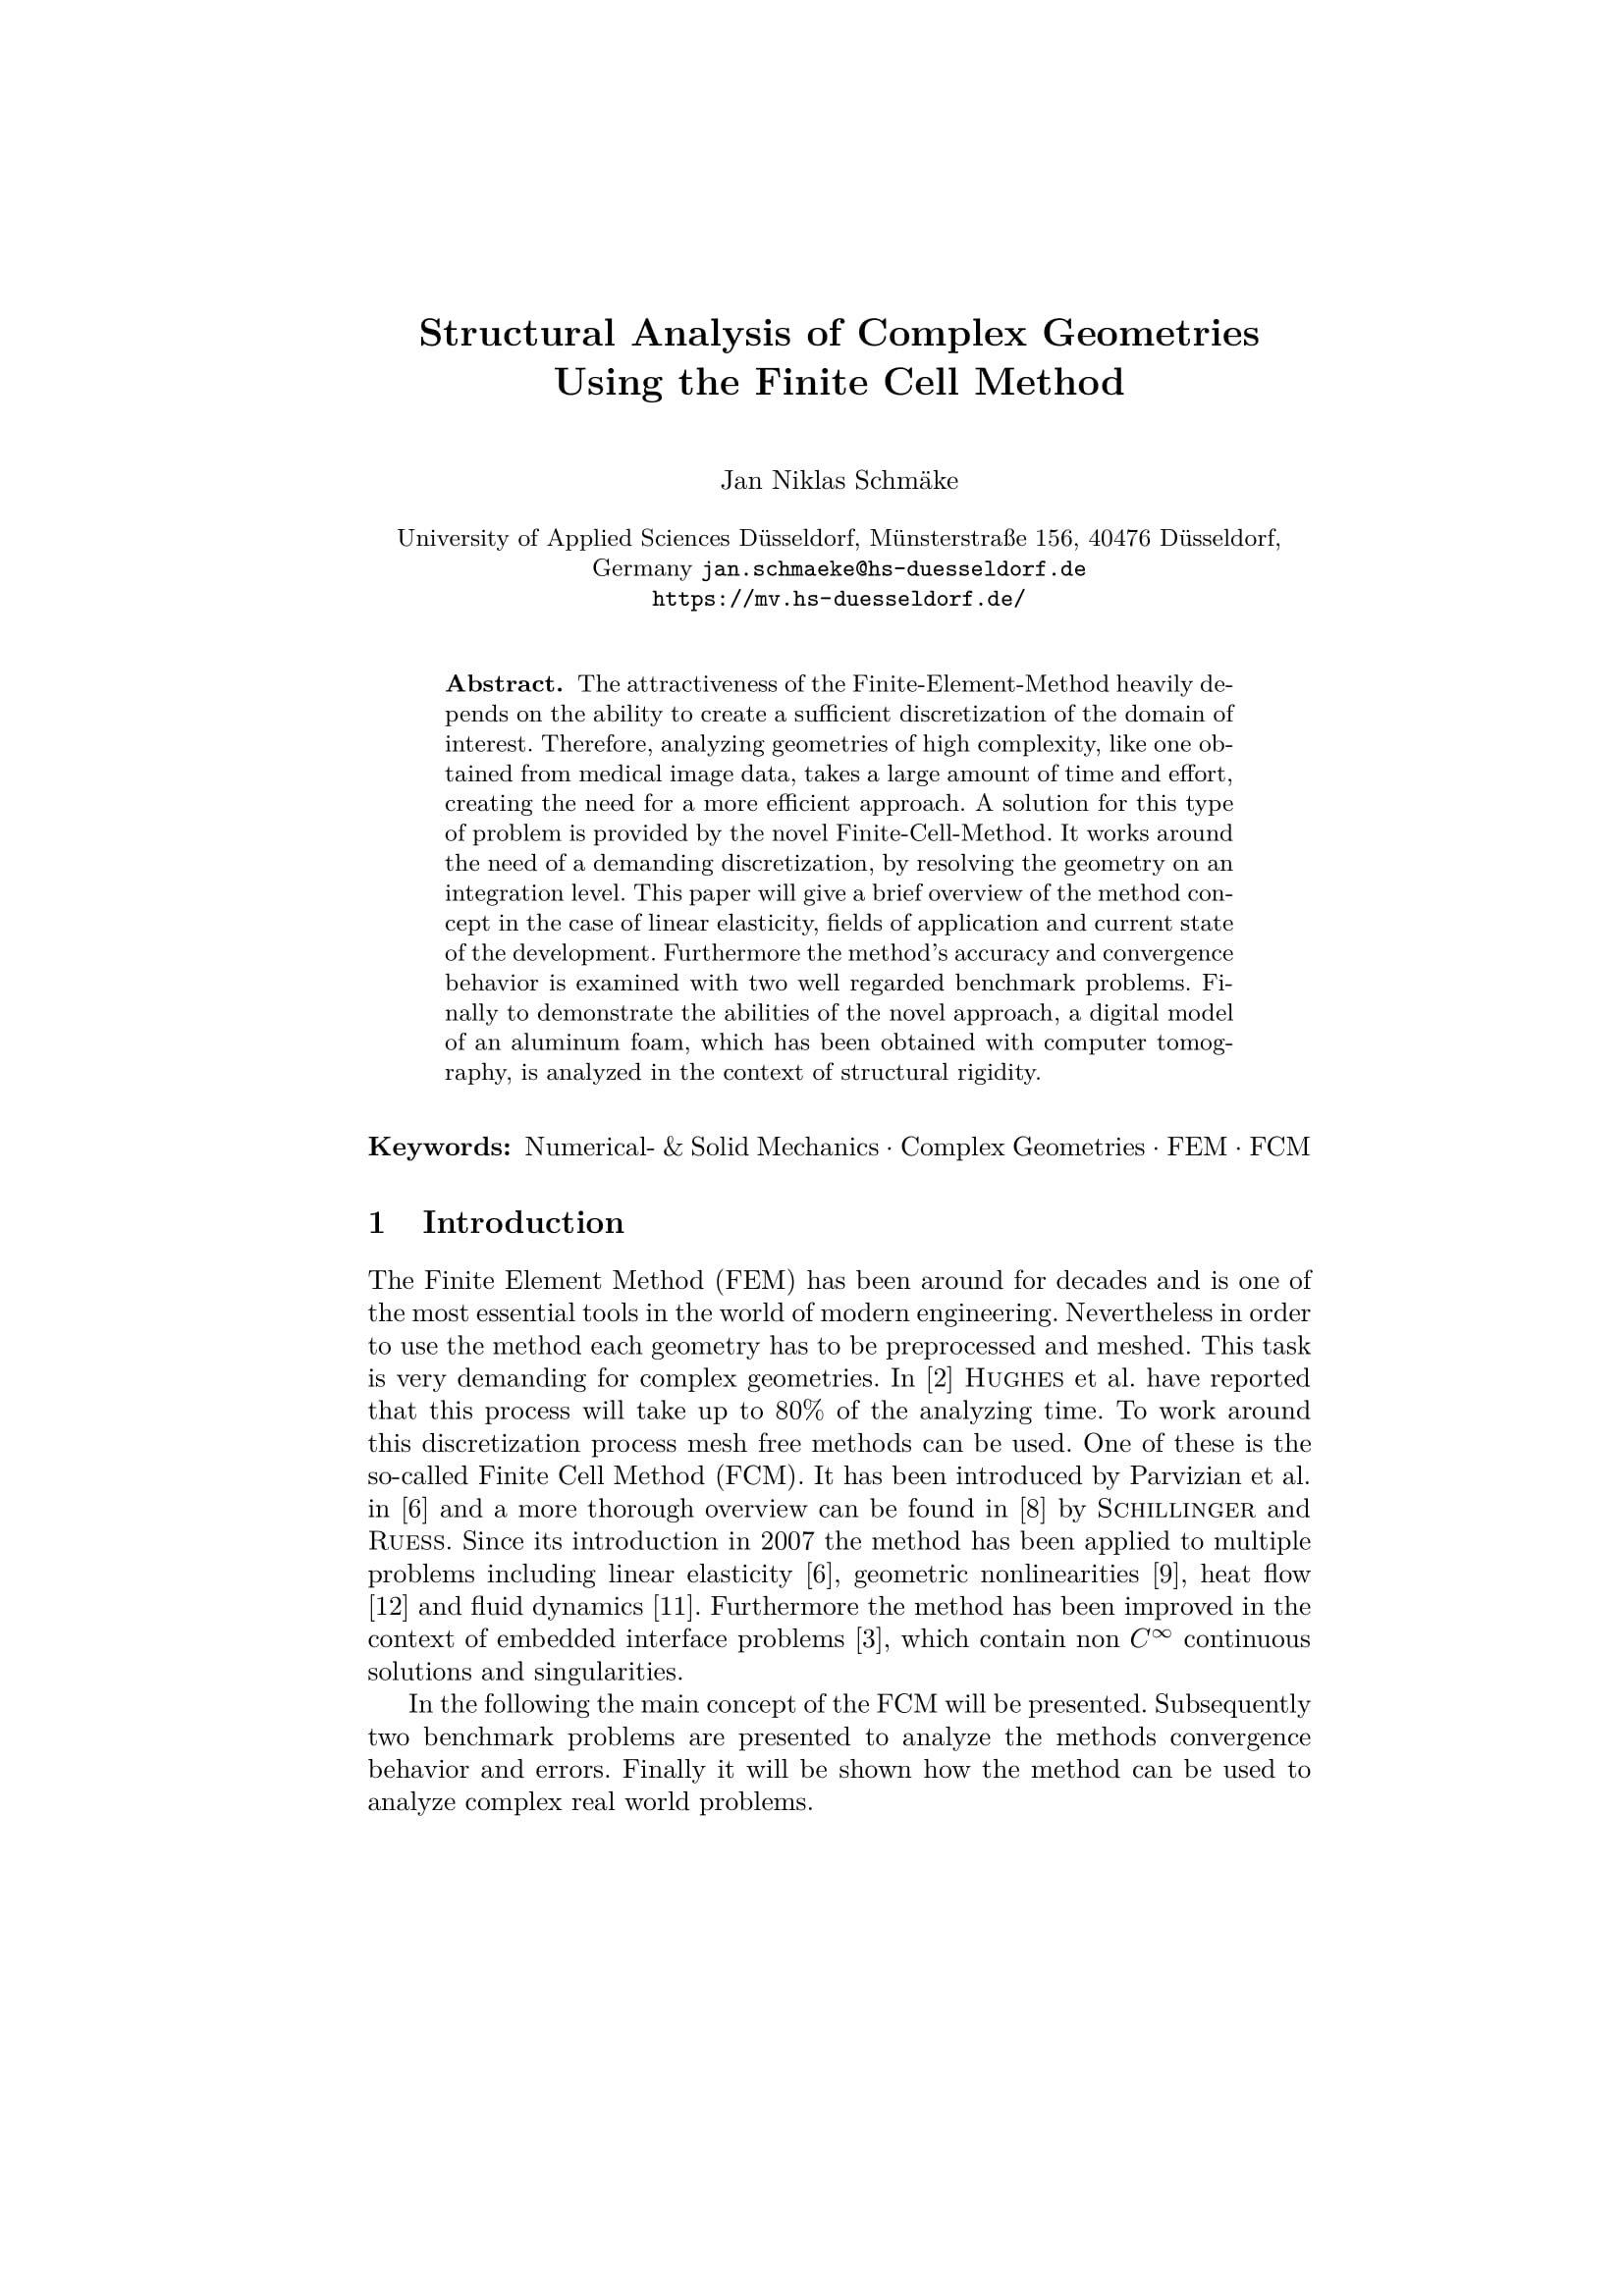 Structural Analysis of Complex Geometries
Using the Finite Cell Method
Jan Niklas Schmäke
University of Applied Sciences Düsseldorf, Münsterstraße 156, 40476 Düsseldorf,
Germany jan.schmaeke@hs-duesseldorf.de
https://mv.hs-duesseldorf.de/
Abstract. The attractiveness of the Finite-Element-Method heavily de-
pends on the ability to create a sufficient discretization of the domain of
interest. Therefore, analyzing geometries of high complexity, like one ob-
tained from medical image data, takes a large amount of time and effort,
creating the need for a more efficient approach. A solution for this type
of problem is provided by the novel Finite-Cell-Method. It works around
the need of a demanding discretization, by resolving the geometry on an
integration level. This paper will give a brief overview of the method con-
cept in the case of linear elasticity, fields of application and current state
of the development. Furthermore the method's accuracy and convergence
behavior is examined with two well regarded benchmark problems. Fi-
nally to demonstrate the abilities of the novel approach, a digital model
of an aluminum foam, which has been obtained with computer tomog-
raphy, is analyzed in the context of structural rigidity.
Keywords: Numerical- & Solid Mechanics · Complex Geometries · FEM · FCM
1 Introduction
The Finite Element Method (FEM) has been around for decades and is one of
the most essential tools in the world of modern engineering. Nevertheless in order
to use the method each geometry has to be preprocessed and meshed. This task
is very demanding for complex geometries. In [2] HUGHES et al. have reported
that this process will take up to 80% of the analyzing time. To work around
this discretization process mesh free methods can be used. One of these is the
so-called Finite Cell Method (FCM). It has been introduced by Parvizian et al.
in [6] and a more thorough overview can be found in [8] by SCHILLINGER and
RUESS. Since its introduction in 2007 the method has been applied to multiple
problems including linear elasticity [6], geometric nonlinearities [9], heat flow
[12] and fluid dynamics [11]. Furthermore the method has been improved in the
context of embedded interface problems [3], which contain non C∞ continuous
solutions and singularities.
In the following the main concept of the FCM will be presented. Subsequently
two benchmark problems are presented to analyze the methods convergence
behavior and errors. Finally it will be shown how the method can be used to
analyze complex real world problems.